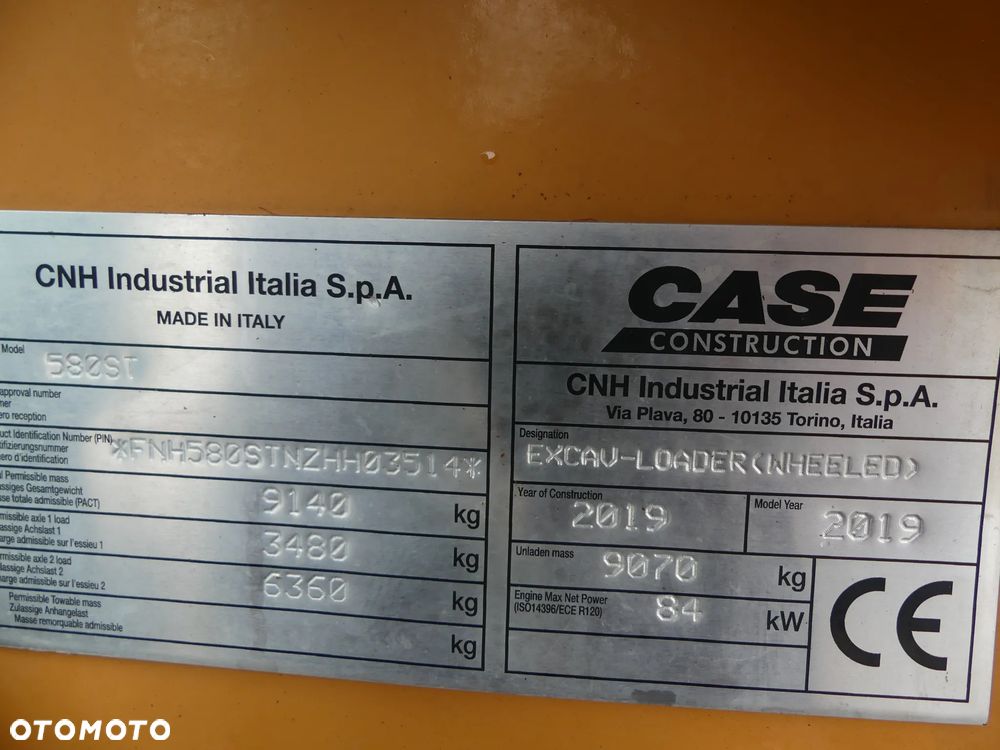 CNH Industrial Italia S.p.A.
MADE IN ITALY
Model 580ST
approval number
ero reception
uct Identification Number (PIN)
tifizierungsnummer
ero d'identification
*FNH580STNZHH03514*
al Permissible mass
ssiges Gesamtgewicht
sse totale admissible (PACT)
9140 kg
missible axle 1 load
lassige Achslast 1
arge admissible sur l'essieu 1
3480 kg
rmissible axle 2 load
lassige Achslast 2
harge admissible sur l'essieu 2
6360 kg
Permissible Towable mass
Zulassige Anhangelast
Masse remorquable admissible
kg
CASE
CONSTRUCTION
CNH Industrial Italia S.p.A.
Via Plava, 80 - 10135 Torino, Italia
Designation
EXCAV-LOADER(WHEELED)
Year of Construction 2019
Model Year 2019
Unladen mass 9070 kg
Engine Max Net Power
(ISO14396/ECE R120) 84 kW
CE
OTOMOTO